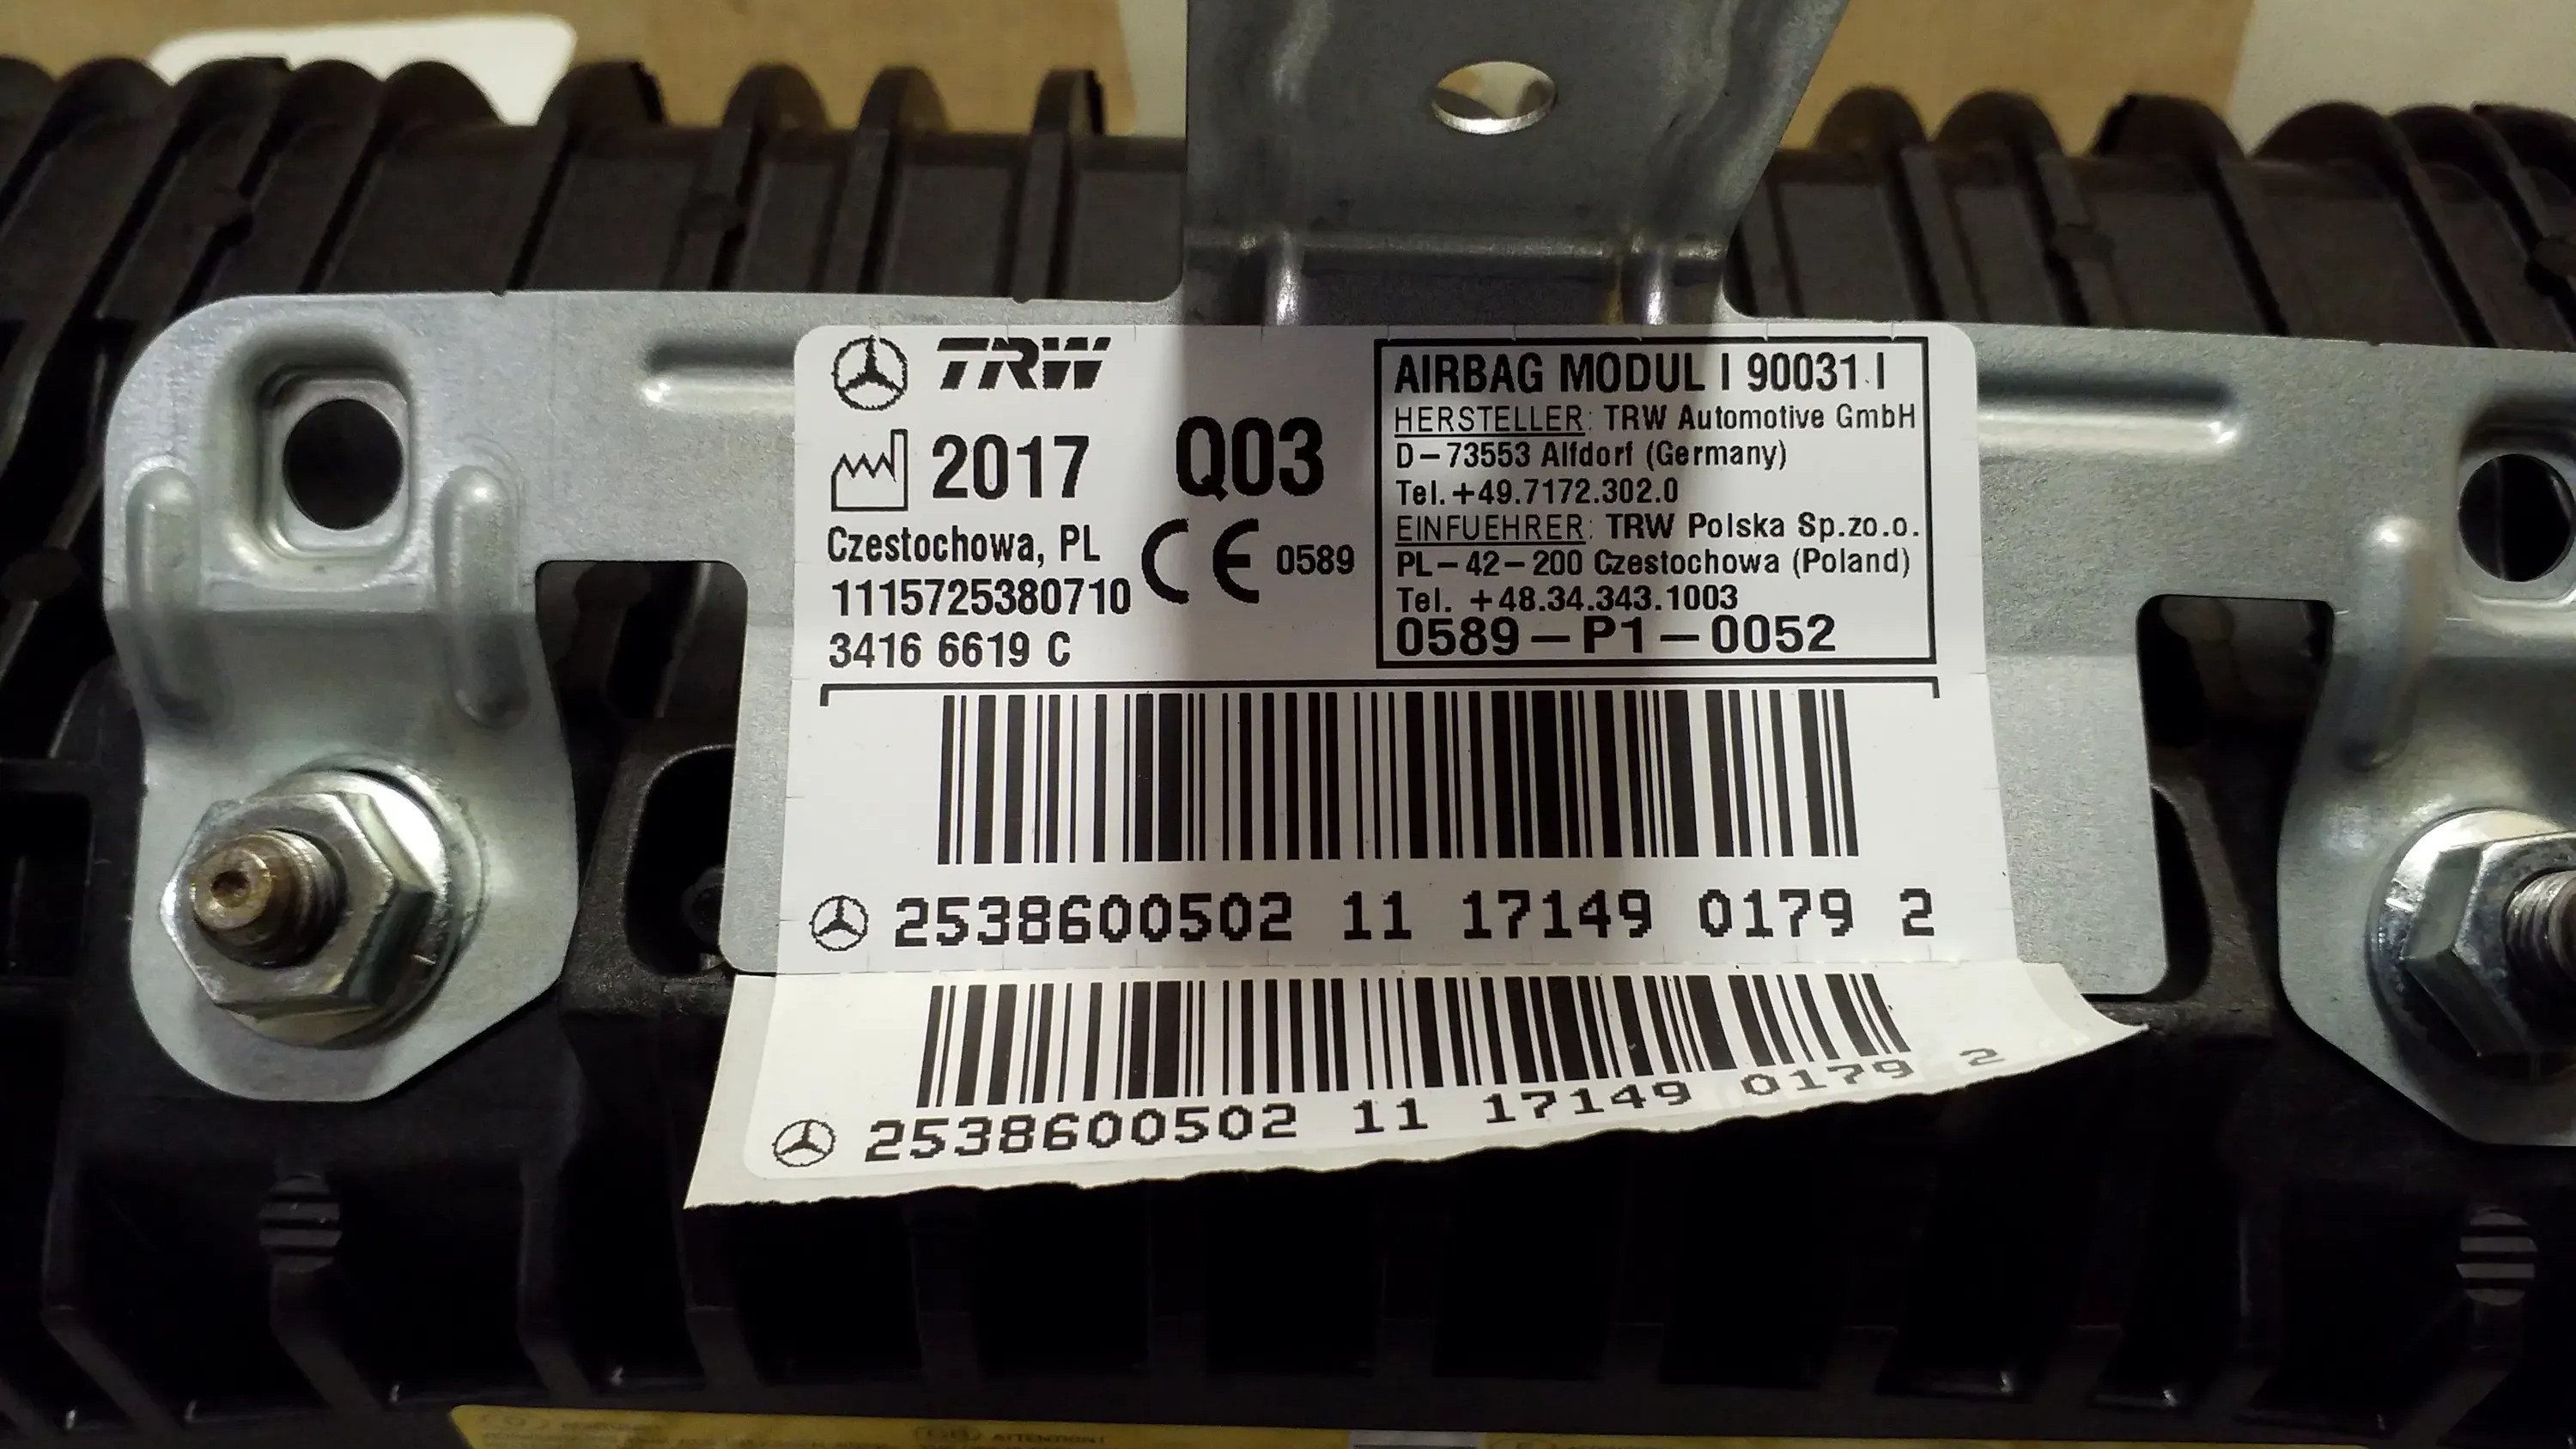 TRW
2017 Q03
Czestochowa, PL
CE 0589
1115725380710
3416 6619 C
AIRBAG MODUL I 90031.I
HERSTELLER: TRW Automotive GmbH
D-73553 Alfdorf (Germany)
Tel. +49.7172.302.0
EINFUEHRER: TRW Polska Sp.zo.o.
PL-42-200 Czestochowa (Poland)
Tel. +48.34.343.1003
0589-P1-0052
2538600502 11 17149 0179 2
2538600502 11 17149 0179 2
ATTENTION!